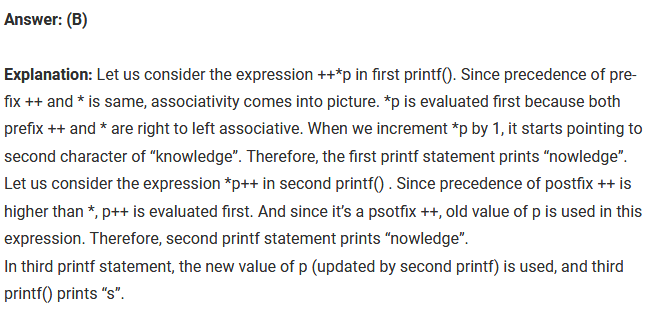 Answer: (B)
Explanation: Let us consider the expression ++*p in first printf(). Since precedence of pre-
fix ++ and * is same, associativity comes into picture. *p is evaluated first because both
prefix ++ and * are right to left associative. When we increment *p by 1, it starts pointing to
second character of “knowledge”. Therefore, the first printf statement prints “nowledge”.
Let us consider the expression *p++ in second printf() . Since precedence of postfix ++ is
higher than *, p++ is evaluated first. And since it’s a psotfix ++, old value of p is used in this
expression. Therefore, second printf statement prints “nowledge”.
In third printf statement, the new value of p (updated by second printf) is used, and third
printf() prints “s”.